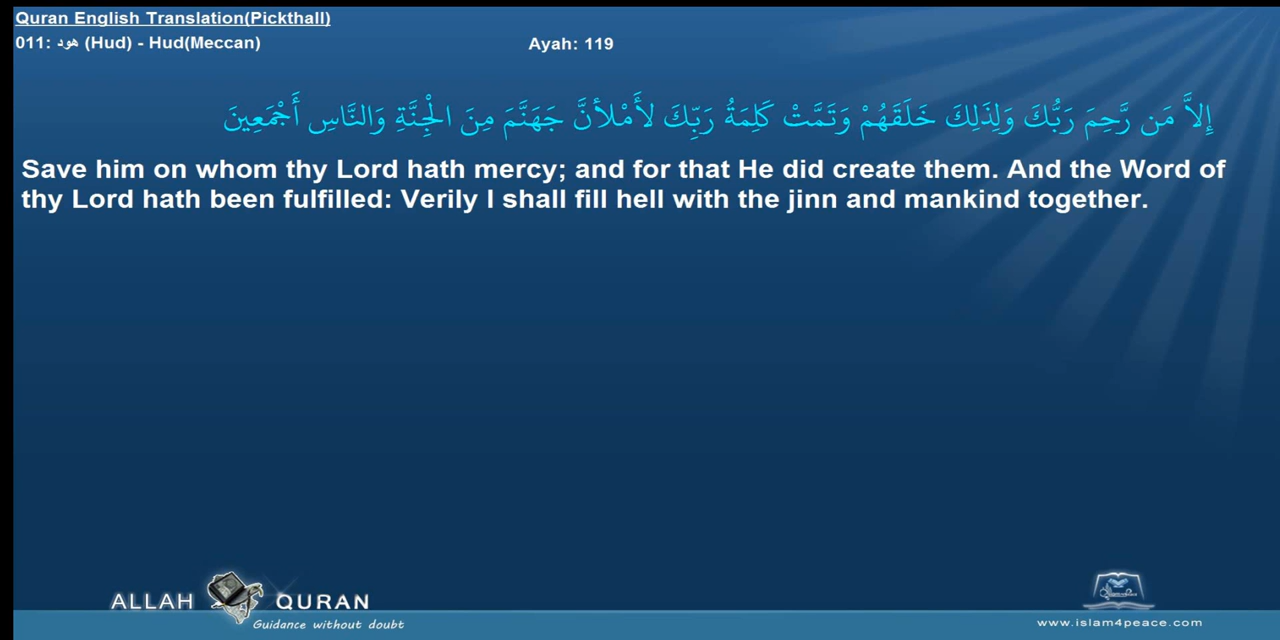 Quran English Translation(Pickthall)
011: هود (Hud) - Hud(Meccan) Ayah: 119
إِلاَّ مَن رَّحِمَ رَبُّكَ وَلِذَلِكَ خَلَقَهُمْ وَتَمَّتْ كَلِمَةُ رَبِّكَ لأَمْلأنَّ جَهَنَّمَ مِنَ الْجِنَّةِ وَالنَّاسِ أَجْمَعِينَ
Save him on whom thy Lord hath mercy; and for that He did create them. And the Word of
thy Lord hath been fulfilled: Verily I shall fill hell with the jinn and mankind together.
ALLAH QURAN
Guidance without doubt
www.islam4peace.com